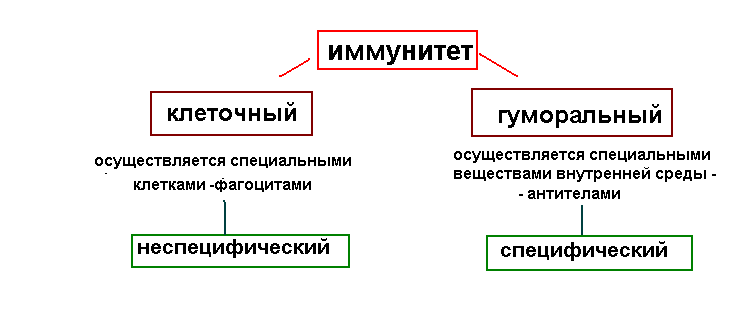 иммунитет
клеточный
осуществляется специальными
клетками -фагоцитами
неспецифический
гуморальный
осуществляется специальными
веществами внутренней среды -
- антителами
специфический